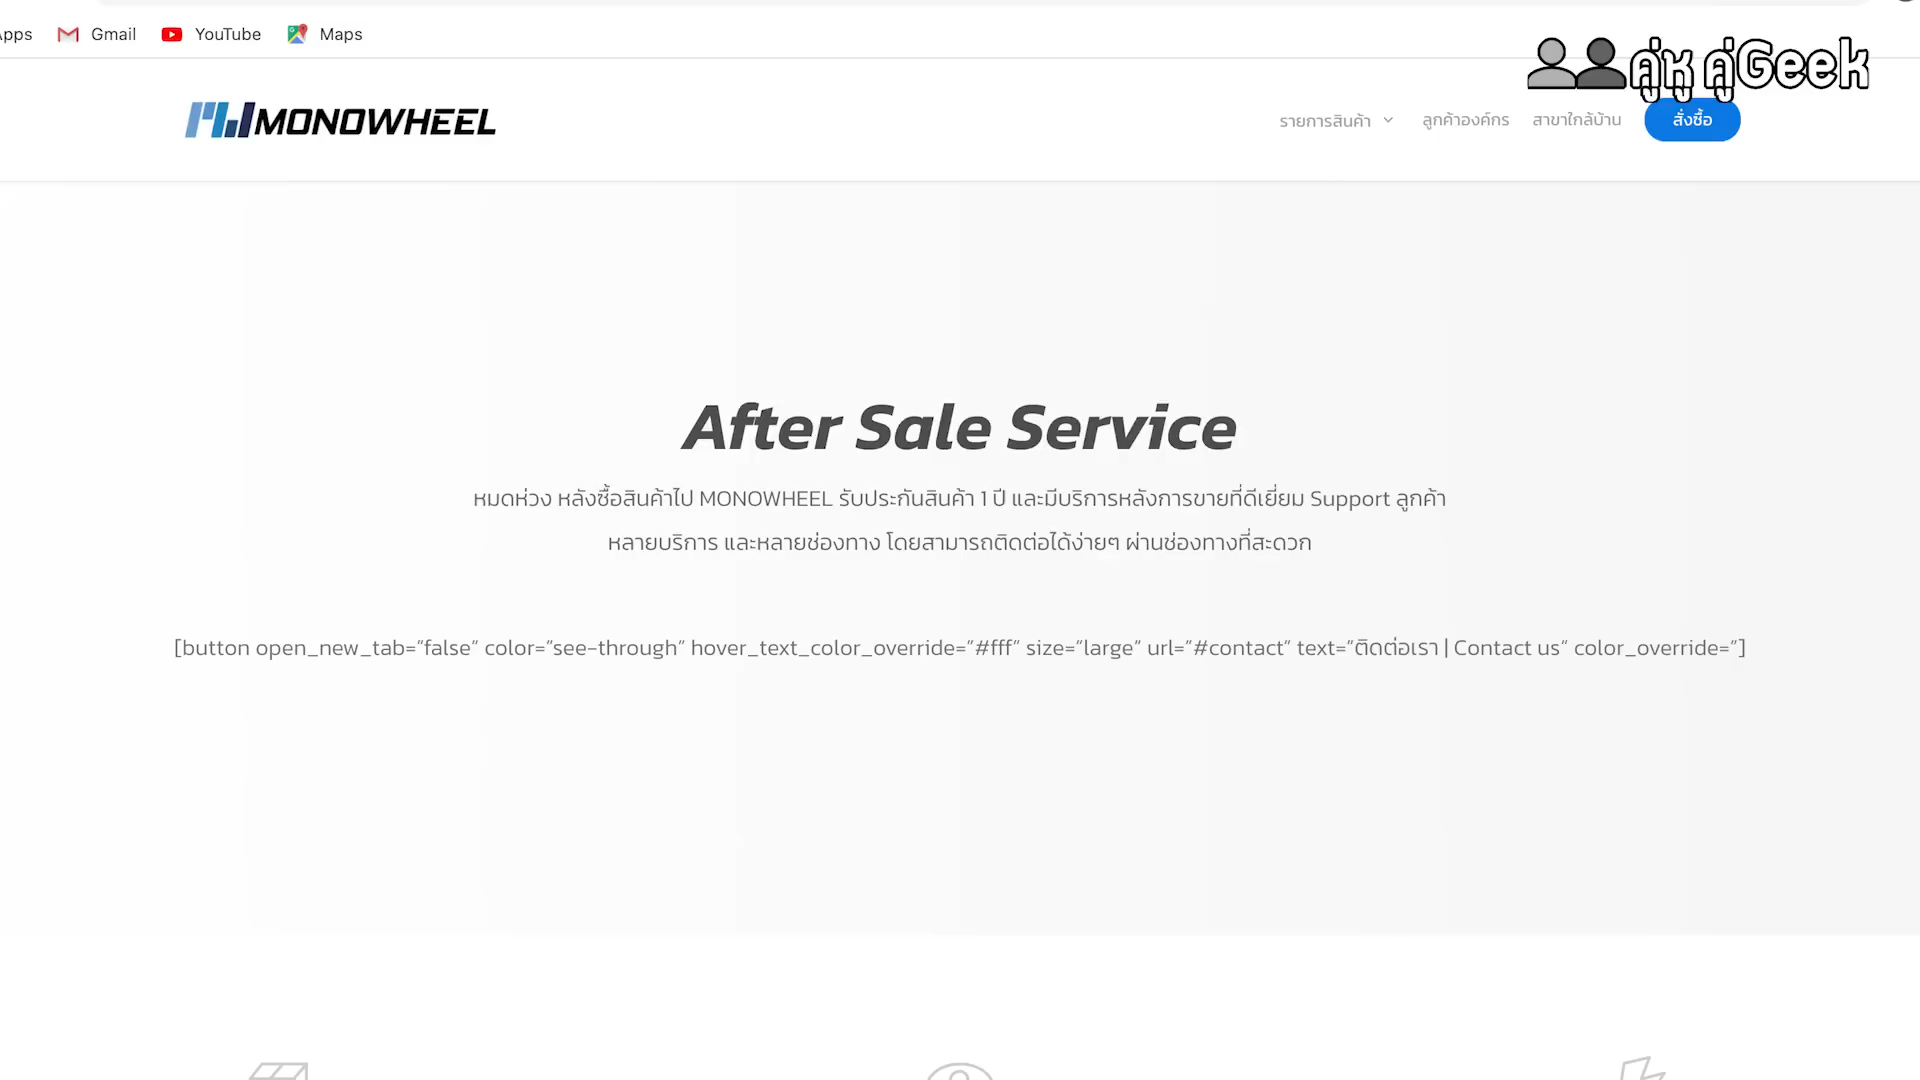 Gmail
YouTube
Maps
คู่หู คู่Geek
MONOWHEEL
รายการสินค้า
ลูกค้าองค์กร
สาขาใกล้บ้าน
สั่งซื้อ
After Sale Service
หมดห่วง หลังซื้อสินค้าไป MONOWHEEL รับประกันสินค้า 1 ปี และมีบริการหลังการขายที่ดีเยี่ยม Support ลูกค้า
หลายบริการ และหลายช่องทาง โดยสามารถติดต่อได้ง่ายๆ ผ่านช่องทางที่สะดวก
[button open_new_tab="false" color="see-through" hover_text_color_override="#fff" size="large" url="#contact" text="ติดต่อเรา | Contact us" color_override=”]